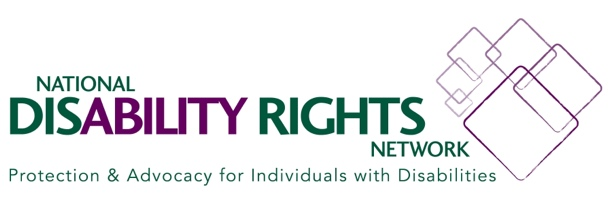 NATIONAL
DISABILITY RIGHTS
NETWORK
Protection & Advocacy for Individuals with Disabilities